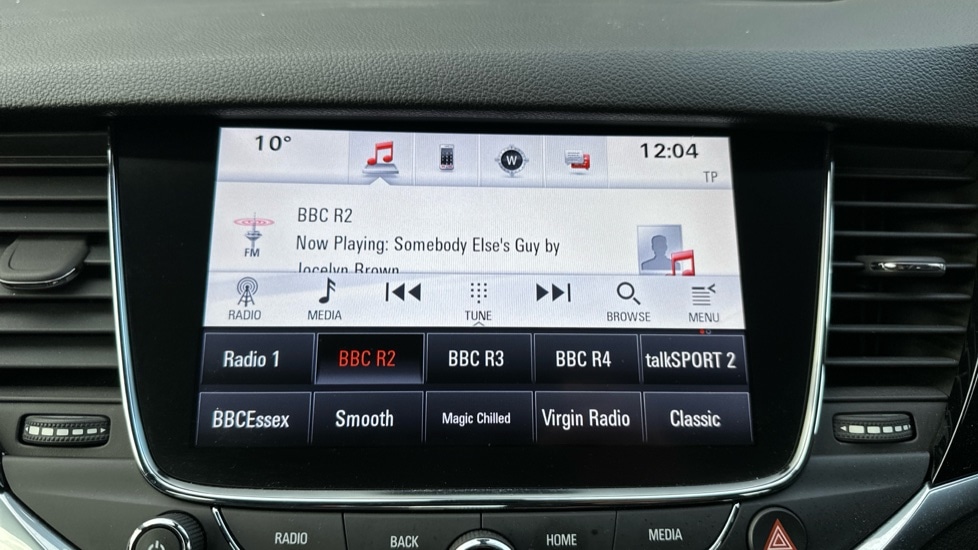 10° 12:04
W
TP
BBC R2
Now Playing: Somebody Else's Guy by
Jocelyn Brown
FM
RADIO MEDIA TUNE BROWSE MENU
Radio 1 BBC R2 BBC R3 BBC R4 talkSPORT 2
BBCEssex Smooth Magic Chilled Virgin Radio Classic
RADIO BACK HOME MEDIA